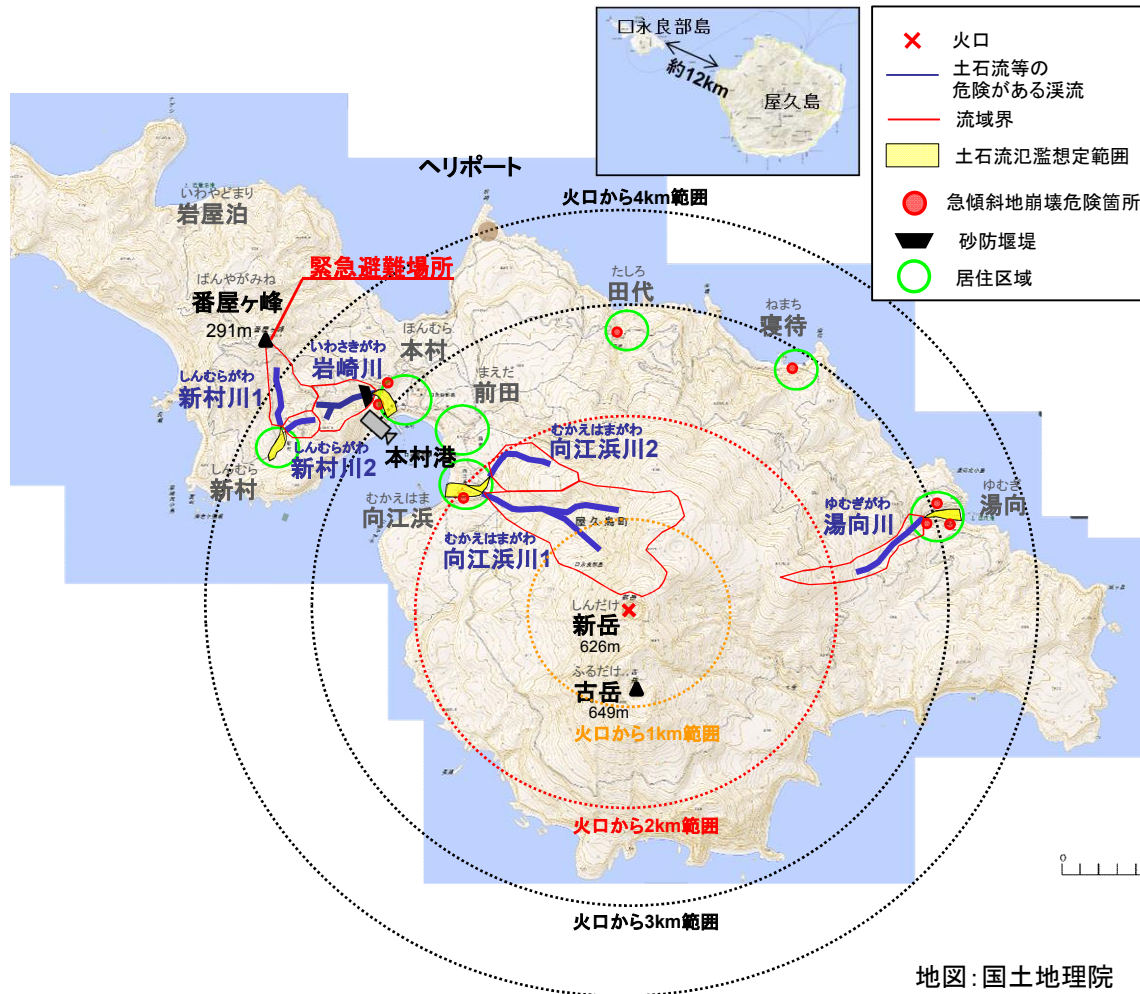 口永良部島
約12km
屋久島
火口
土石流等の
危険がある渓流
流域界
土石流氾濫想定範囲
急傾斜地崩壊危険箇所
砂防堰堤
居住区域
ヘリポート
火口から4km範囲
いわやどまり
岩屋泊
緊急避難場所
ばんやがみね
番屋ヶ峰
291m
たしろ
田代
ねまち
寝待
ほんむら
本村
いわさきがわ
岩崎川
まえだ
前田
しんむらがわ
新村川1
しんむらがわ
新村川2
しんむら
新村
本村港
むかえはまがわ
向江浜川2
むかえはま
向江浜
むかえはまがわ
向江浜川1
屋久島町
ゆむぎ
湯向
ゆむぎがわ
湯向川
しんだけ
新岳
626m
ふるだけ
古岳
649m
火口から1km範囲
火口から2km範囲
火口から3km範囲
0
地図:国土地理院